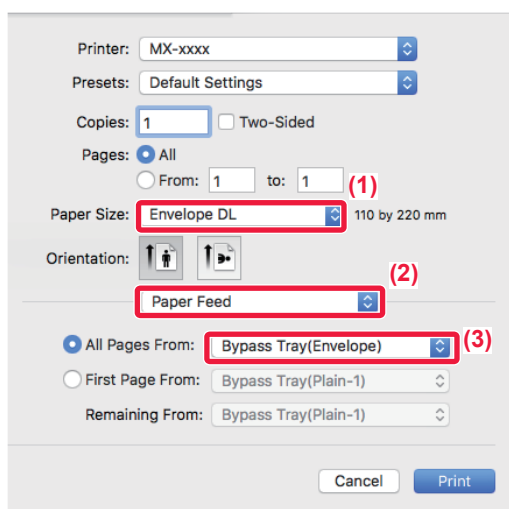 Printer: MX-xxxx
Presets: Default Settings
Copies: 1 Two-Sided
Pages: All
From: 1 to: 1
(1)
Paper Size: Envelope DL 110 by 220 mm
Orientation:
(2)
Paper Feed
All Pages From: Bypass Tray(Envelope) (3)
First Page From: Bypass Tray(Plain-1)
Remaining From: Bypass Tray(Plain-1)
Cancel Print